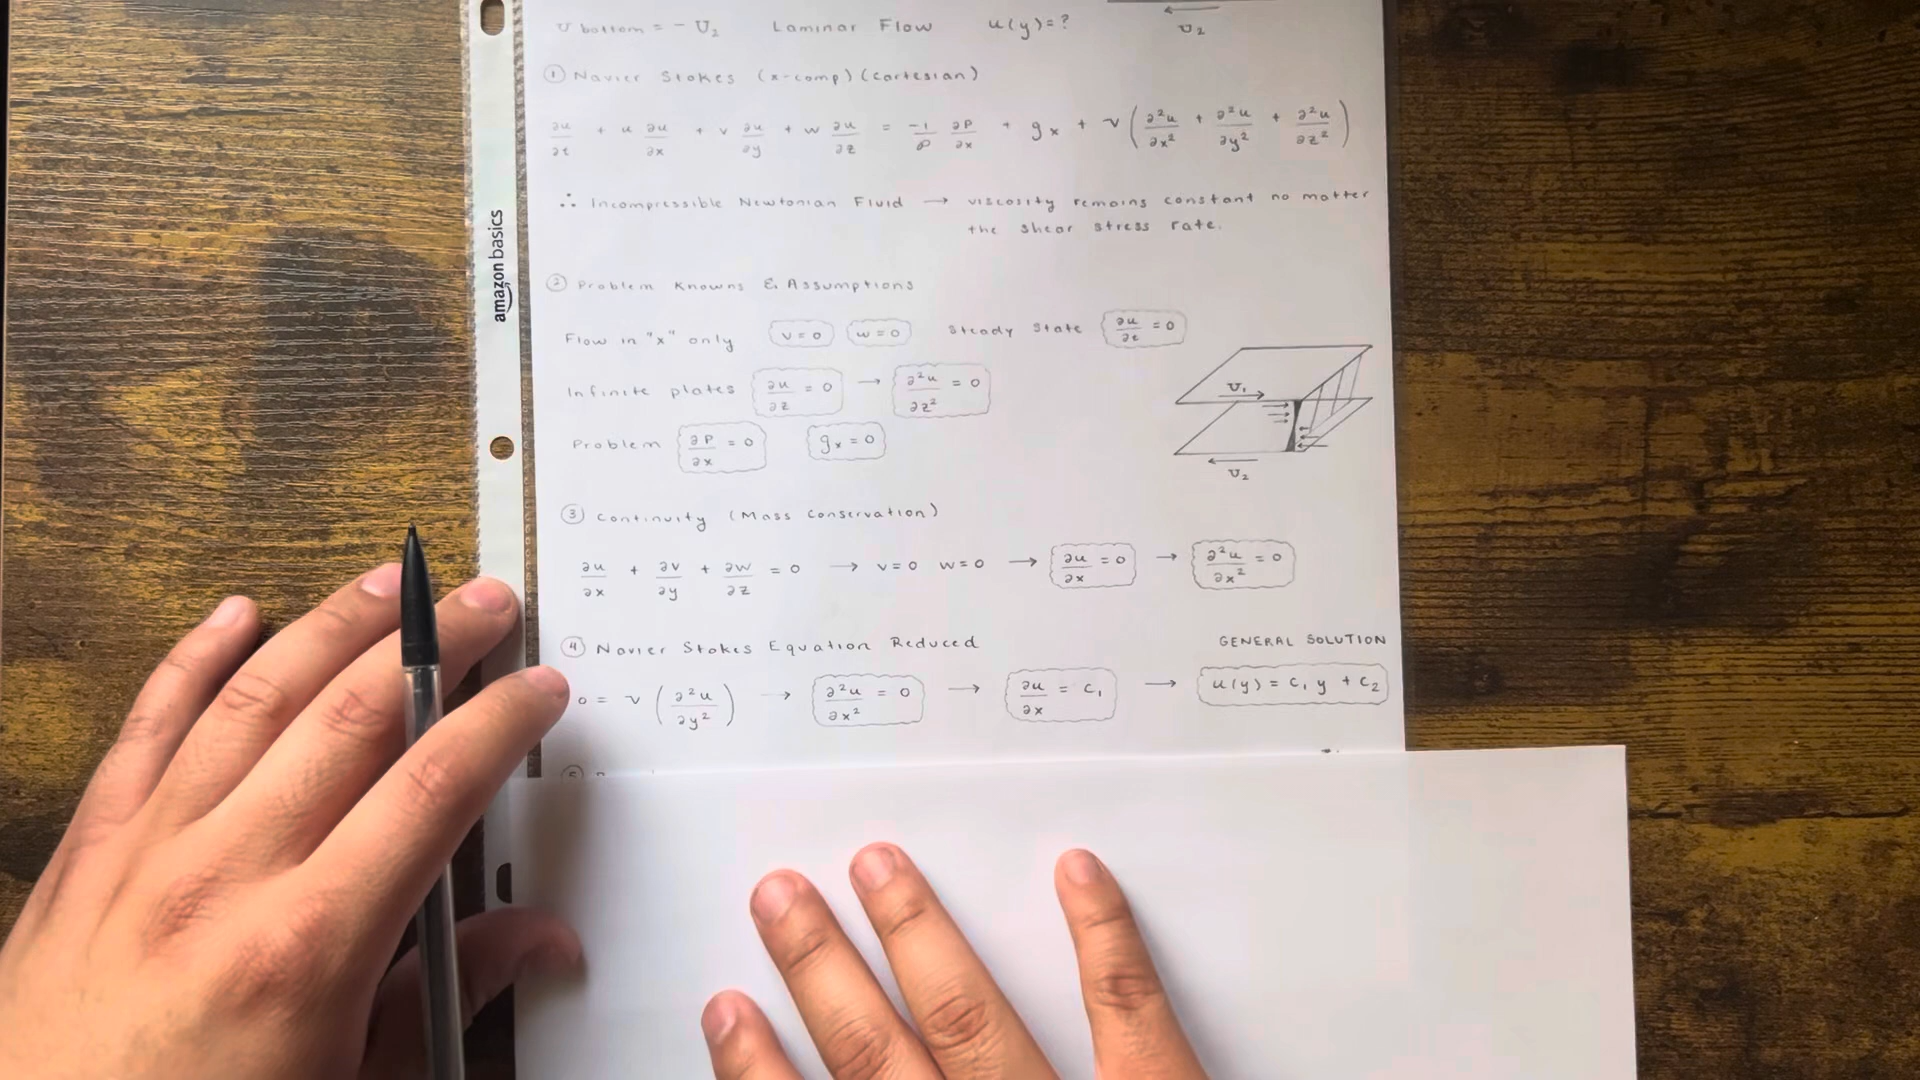 U bottom = - U₂ Laminar Flow u(y)=?
U₂
① Navier Stokes (x-comp) (cartesian)
∂u/∂t + u ∂u/∂x + v ∂u/∂y + w ∂u/∂z = -1/ρ ∂P/∂x + gₓ + ν (∂²u/∂x² + ∂²u/∂y² + ∂²u/∂z²)
∴ Incompressible Newtonian Fluid → viscosity remains constant no matter
the shear stress rate.
② Problem Knowns & Assumptions
Flow in "x" only v=0 w=0 Steady State ∂u/∂t = 0
Infinite plates ∂u/∂z = 0 → ∂²u/∂z² = 0
U₁
Problem ∂P/∂x = 0 gₓ = 0
U₂
③ Continuity (Mass Conservation)
∂u/∂x + ∂v/∂y + ∂w/∂z = 0 → v=0 w=0 → ∂u/∂x = 0 → ∂²u/∂x² = 0
④ Navier Stokes Equation Reduced
GENERAL SOLUTION
0 = ν (∂²u/∂y²) → ∂²u/∂x² = 0 → ∂u/∂x = C₁ → u(y) = C₁ y + C₂
amazon basics